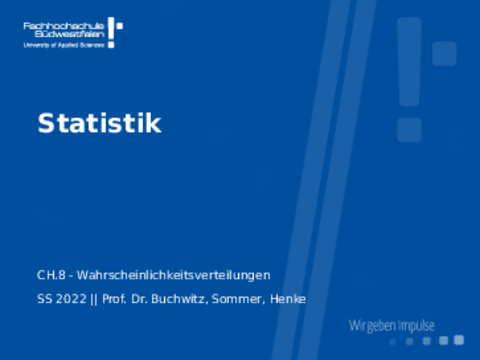 Fachhochschule
Südwestfalen
University of Applied Sciences
Statistik
CH.8 - Wahrscheinlichkeitsverteilungen
SS 2022 || Prof. Dr. Buchwitz, Sommer, Henke
Wir geben Impulse